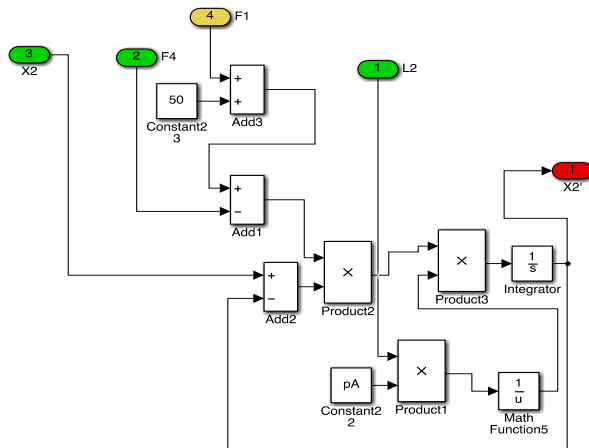 4
F1
3
X2
2
F4
1
L2
50
Constant2
3
+
+
Add3
+
−
Add1
1
X2'
+
−
Add2
×
Product2
×
Product3
1
s
Integrator
pA
Constant2
2
×
Product1
1
u
Math
Function5